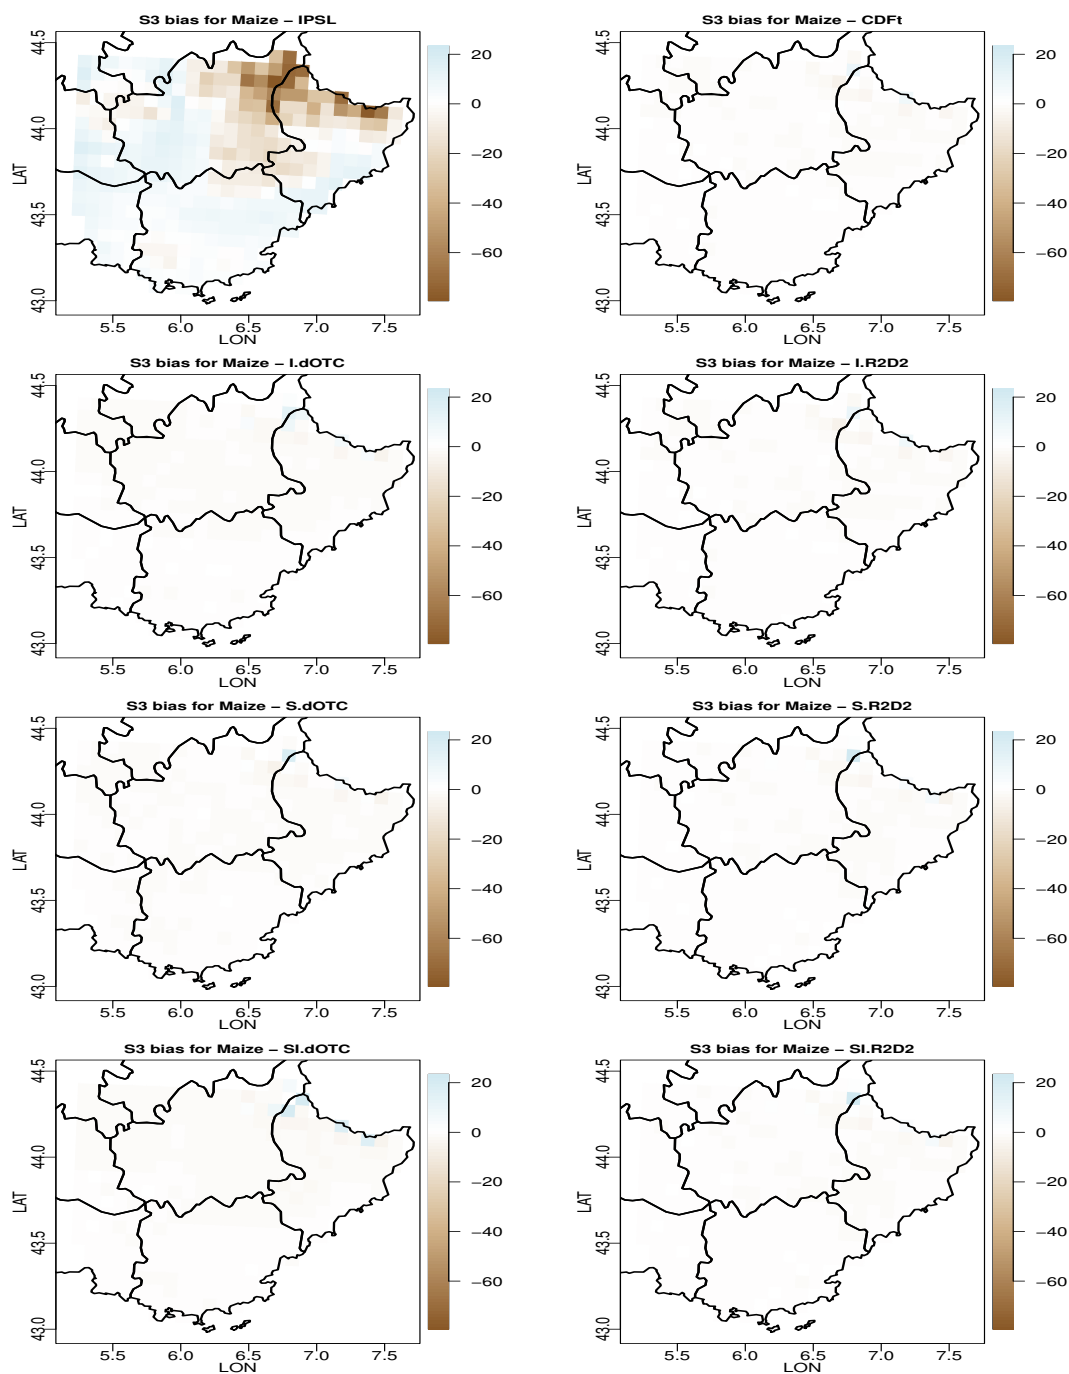 S3 bias for Maize − IPSL
44.5
44.0
43.5
43.0
LAT
5.5 6.0 6.5 7.0 7.5
LON
20
0
−20
−40
−60
S3 bias for Maize − CDFt
44.5
44.0
43.5
43.0
LAT
5.5 6.0 6.5 7.0 7.5
LON
20
0
−20
−40
−60
S3 bias for Maize − I.dOTC
44.5
44.0
43.5
43.0
LAT
5.5 6.0 6.5 7.0 7.5
LON
20
0
−20
−40
−60
S3 bias for Maize − I.R2D2
44.5
44.0
43.5
43.0
LAT
5.5 6.0 6.5 7.0 7.5
LON
20
0
−20
−40
−60
S3 bias for Maize − S.dOTC
44.5
44.0
43.5
43.0
LAT
5.5 6.0 6.5 7.0 7.5
LON
20
0
−20
−40
−60
S3 bias for Maize − S.R2D2
44.5
44.0
43.5
43.0
LAT
5.5 6.0 6.5 7.0 7.5
LON
20
0
−20
−40
−60
S3 bias for Maize − SI.dOTC
44.5
44.0
43.5
43.0
LAT
5.5 6.0 6.5 7.0 7.5
LON
20
0
−20
−40
−60
S3 bias for Maize − SI.R2D2
44.5
44.0
43.5
43.0
LAT
5.5 6.0 6.5 7.0 7.5
LON
20
0
−20
−40
−60